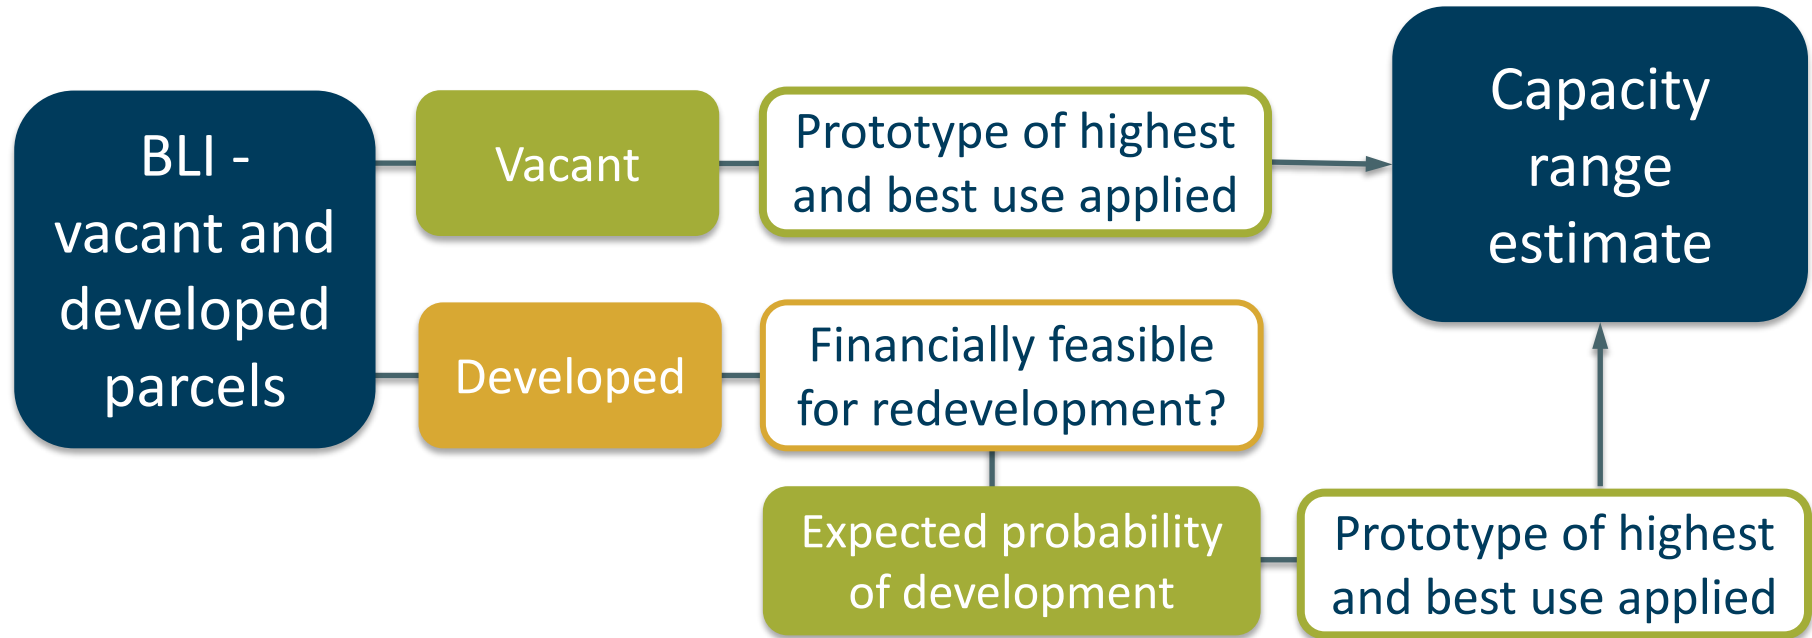 BLI -
vacant and
developed
parcels
Vacant
Prototype of highest
and best use applied
Capacity
range
estimate
Developed
Financially feasible
for redevelopment?
Expected probability
of development
Prototype of highest
and best use applied